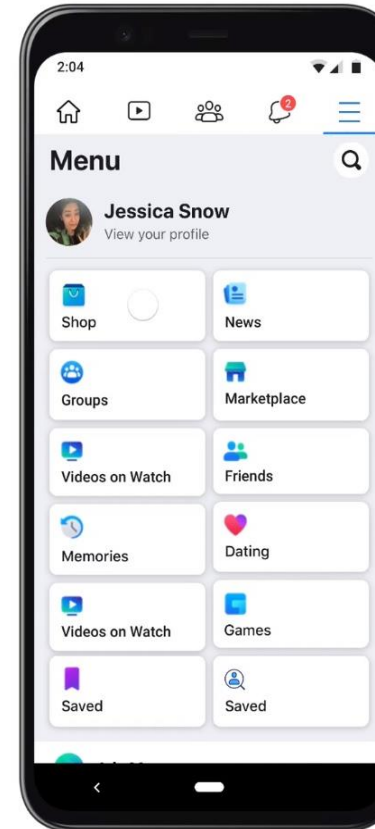 2:04
2
Menu
Jessica Snow
View your profile
Shop
News
Groups
Marketplace
Videos on Watch
Friends
Memories
Dating
Videos on Watch
Games
Saved
Saved